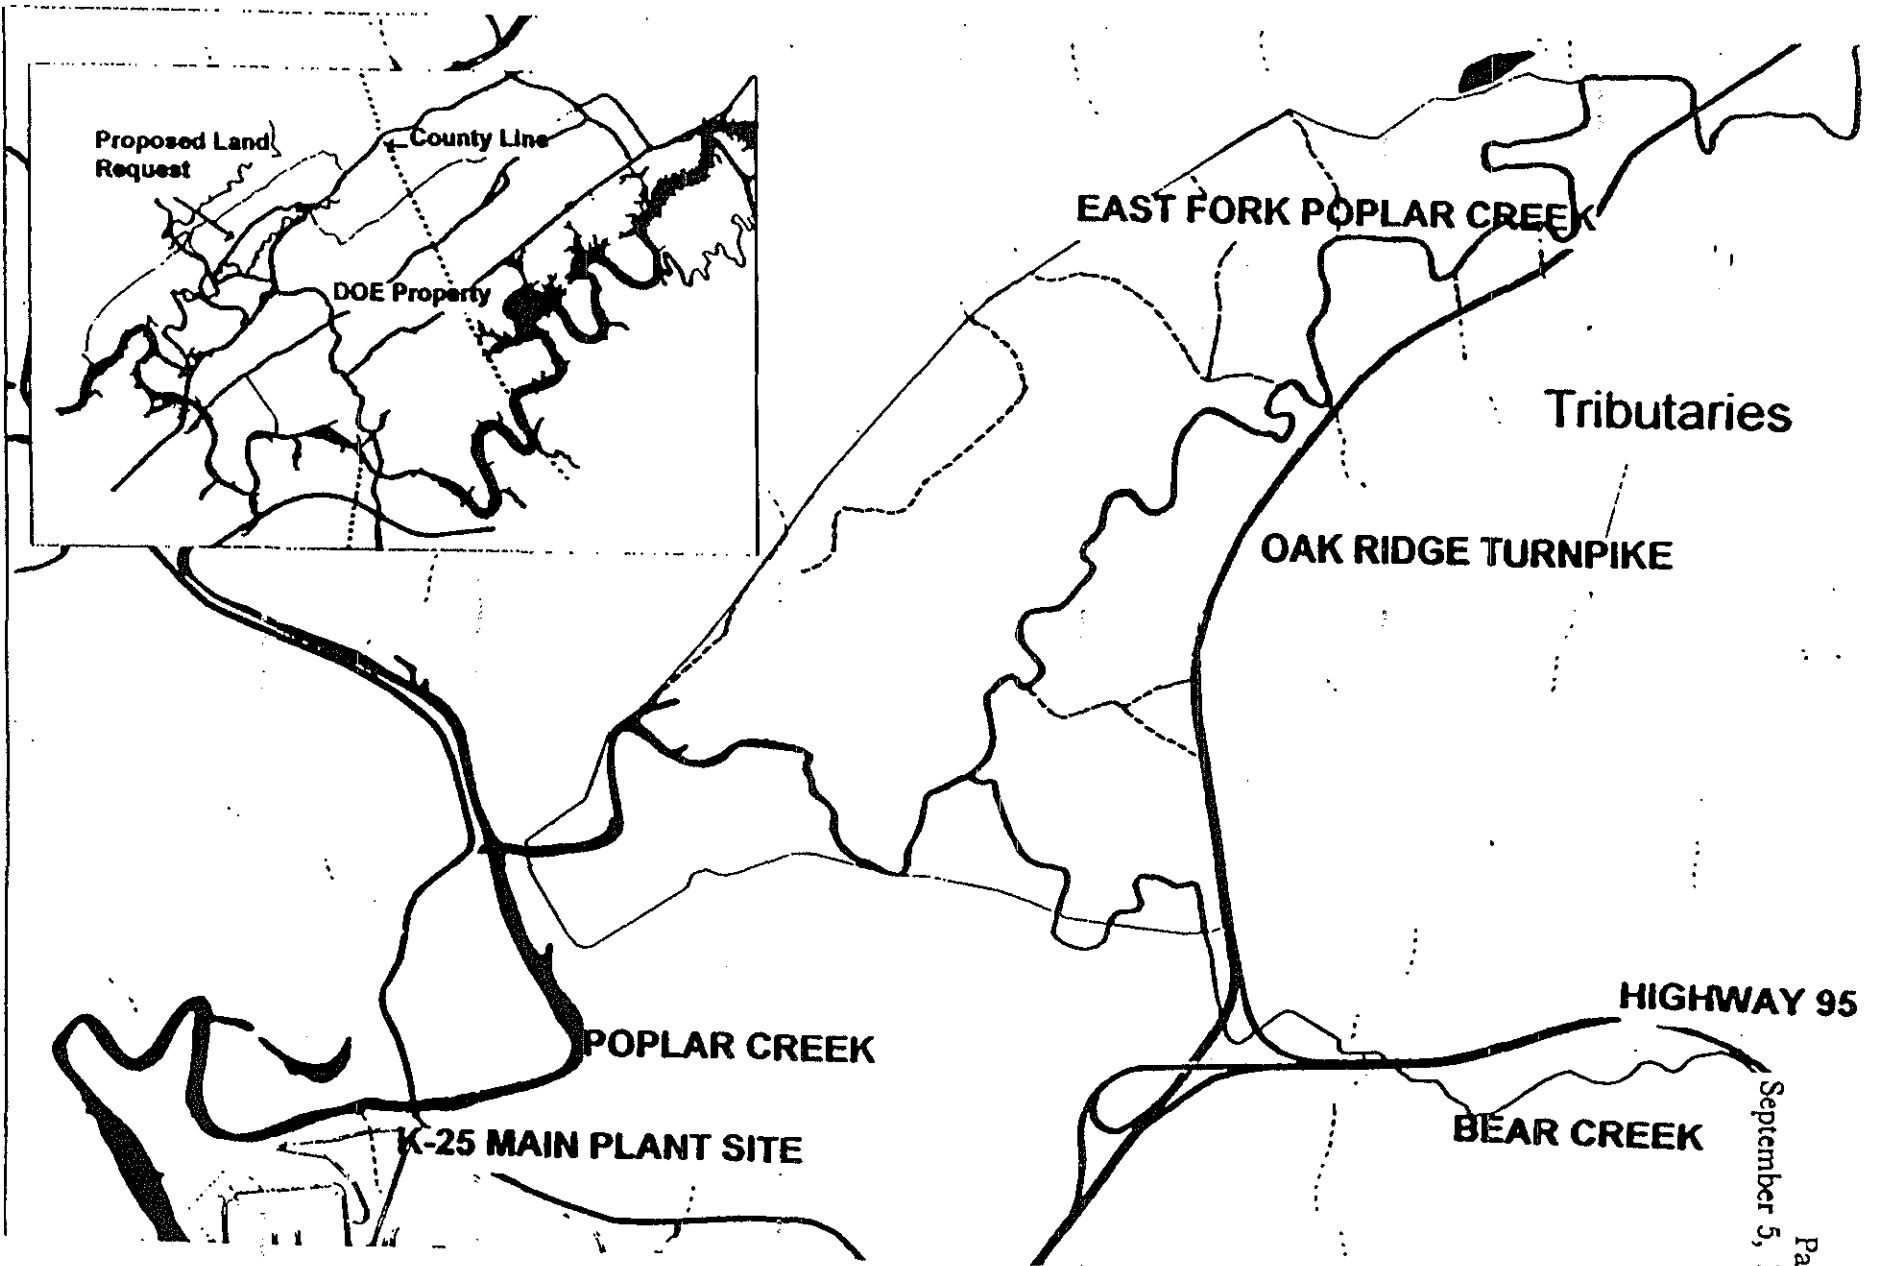 Proposed Land
Request
County Line
DOE Property
EAST FORK POPLAR CREEK
Tributaries
OAK RIDGE TURNPIKE
HIGHWAY 95
POPLAR CREEK
BEAR CREEK
K-25 MAIN PLANT SITE
September 5,
Pa